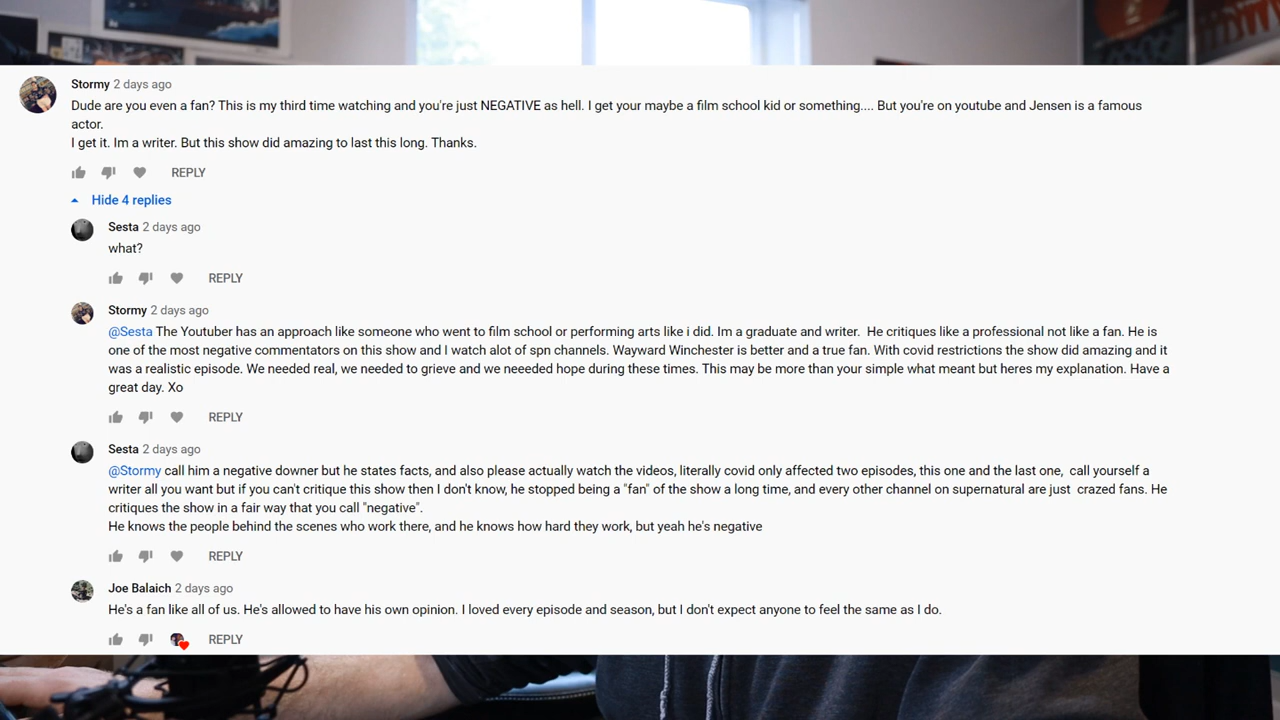 Stormy 2 days ago
Dude are you even a fan? This is my third time watching and you're just NEGATIVE as hell. I get your maybe a film school kid or something.... But you're on youtube and Jensen is a famous
actor.
I get it. Im a writer. But this show did amazing to last this long. Thanks.
REPLY
Hide 4 replies
Sesta 2 days ago
what?
REPLY
Stormy 2 days ago
@Sesta The Youtuber has an approach like someone who went to film school or performing arts like i did. Im a graduate and writer. He critiques like a professional not like a fan. He is
one of the most negative commentators on this show and I watch alot of spn channels. Wayward Winchester is better and a true fan. With covid restrictions the show did amazing and it
was a realistic episode. We needed real, we needed to grieve and we neeeded hope during these times. This may be more than your simple what meant but heres my explanation. Have a
great day. Xo
REPLY
Sesta 2 days ago
@Stormy call him a negative downer but he states facts, and also please actually watch the videos, literally covid only affected two episodes, this one and the last one, call yourself a
writer all you want but if you can't critique this show then I don't know, he stopped being a "fan" of the show a long time, and every other channel on supernatural are just crazed fans. He
critiques the show in a fair way that you call "negative".
He knows the people behind the scenes who work there, and he knows how hard they work, but yeah he's negative
REPLY
Joe Balaich 2 days ago
He's a fan like all of us. He's allowed to have his own opinion. I loved every episode and season, but I don't expect anyone to feel the same as I do.
REPLY